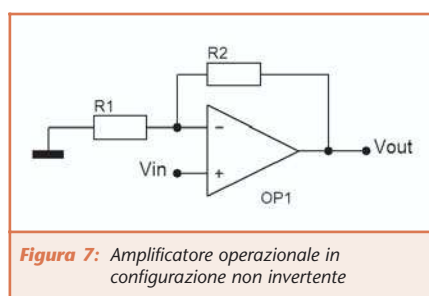 R2
R1
−
Vout
Vin
+
OP1
Figura 7: Amplificatore operazionale in
configurazione non invertente